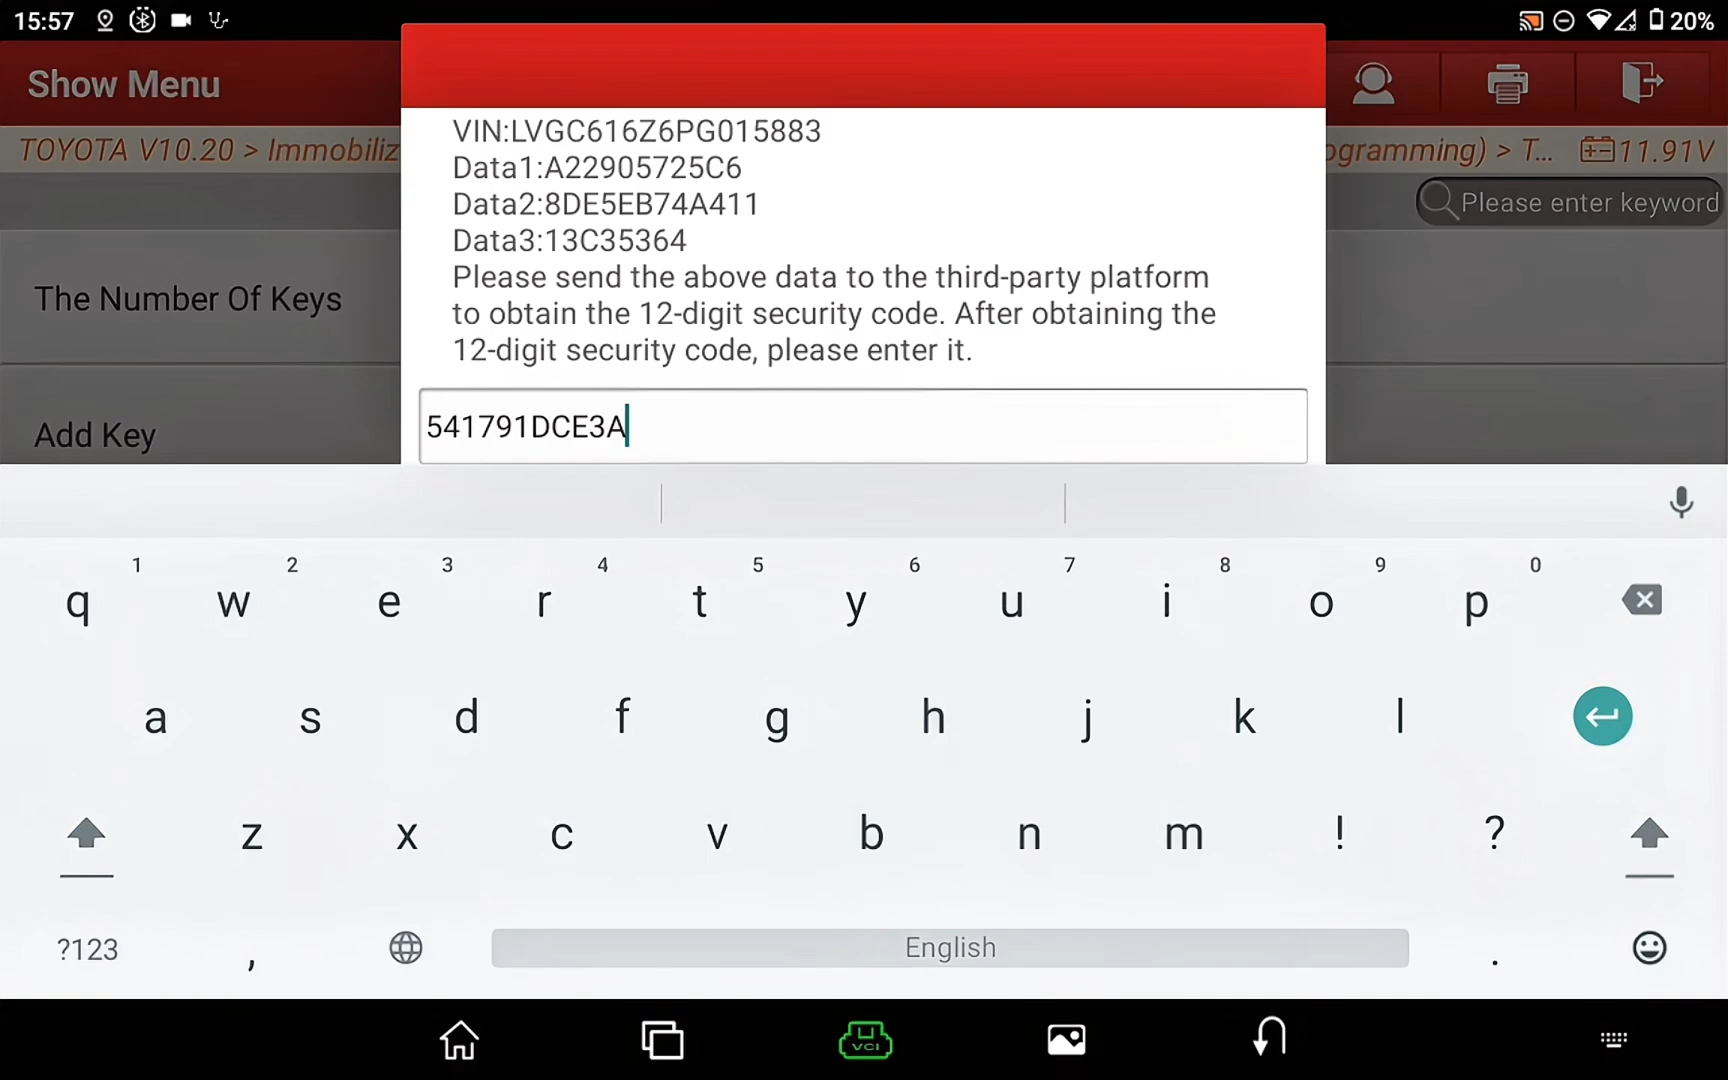 15:57
20%
Show Menu
TOYOTA V10.20 > Immobiliz
ogramming) > T... 11.91V
Please enter keyword
VIN:LVGC616Z6PG015883
Data1:A22905725C6
Data2:8DE5EB74A411
Data3:13C35364
Please send the above data to the third-party platform
to obtain the 12-digit security code. After obtaining the
12-digit security code, please enter it.
The Number Of Keys
541791DCE3A
Add Key
1 2 3 4 5 6 7 8 9 0
q w e r t y u i o p
a s d f g h j k l
z x c v b n m ! ?
?123 , English .
VCI